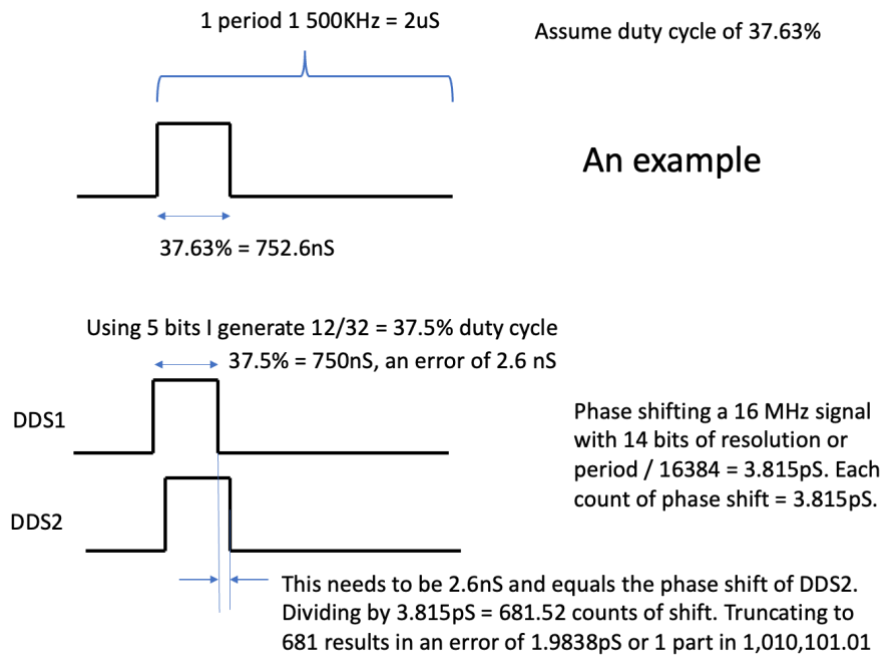 1 period 1 500KHz = 2uS
Assume duty cycle of 37.63%
An example
37.63% = 752.6nS
Using 5 bits I generate 12/32 = 37.5% duty cycle
37.5% = 750nS, an error of 2.6 nS
DDS1
Phase shifting a 16 MHz signal
with 14 bits of resolution or
period / 16384 = 3.815pS. Each
count of phase shift = 3.815pS.
DDS2
This needs to be 2.6nS and equals the phase shift of DDS2.
Dividing by 3.815pS = 681.52 counts of shift. Truncating to
681 results in an error of 1.9838pS or 1 part in 1,010,101.01